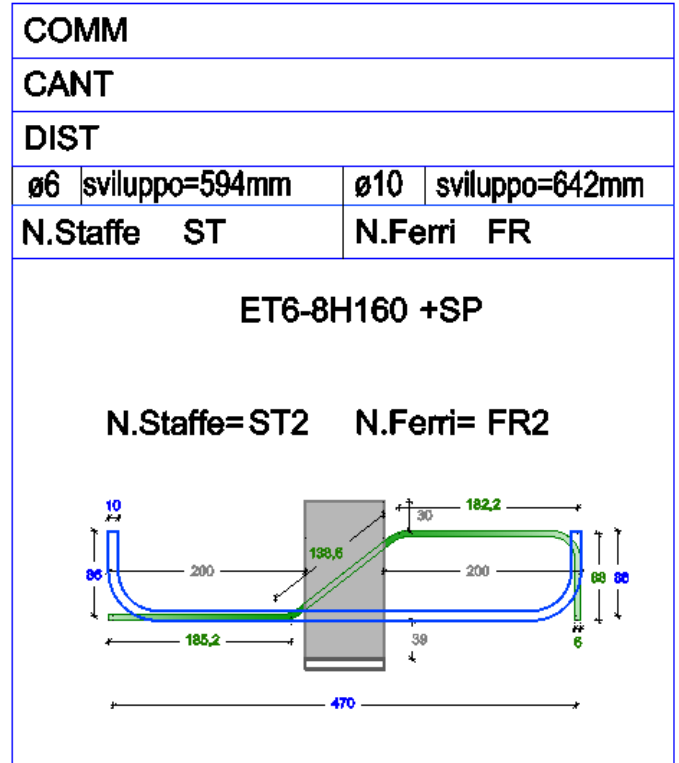 COMM
CANT
DIST
ø6 sviluppo=594mm ø10 sviluppo=642mm
N.Staffe ST N.Ferri FR
ET6-8H160 +SP
N.Staffe= ST2 N.Ferri= FR2
10 30 182,2
138,6
86 200 200 88 86
185,2 39 6
470